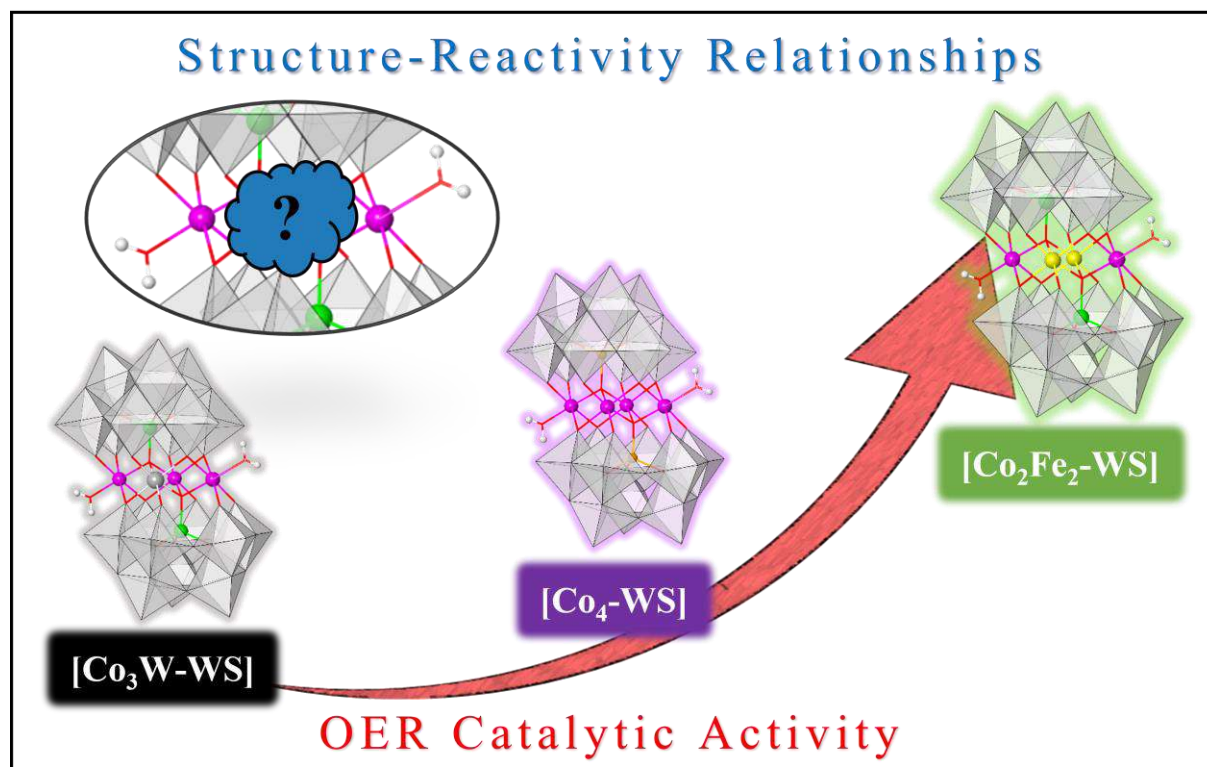 Structure-Reactivity Relationships
?
[Co₂Fe₂-WS]
[Co₄-WS]
[Co₃W-WS]
OER Catalytic Activity